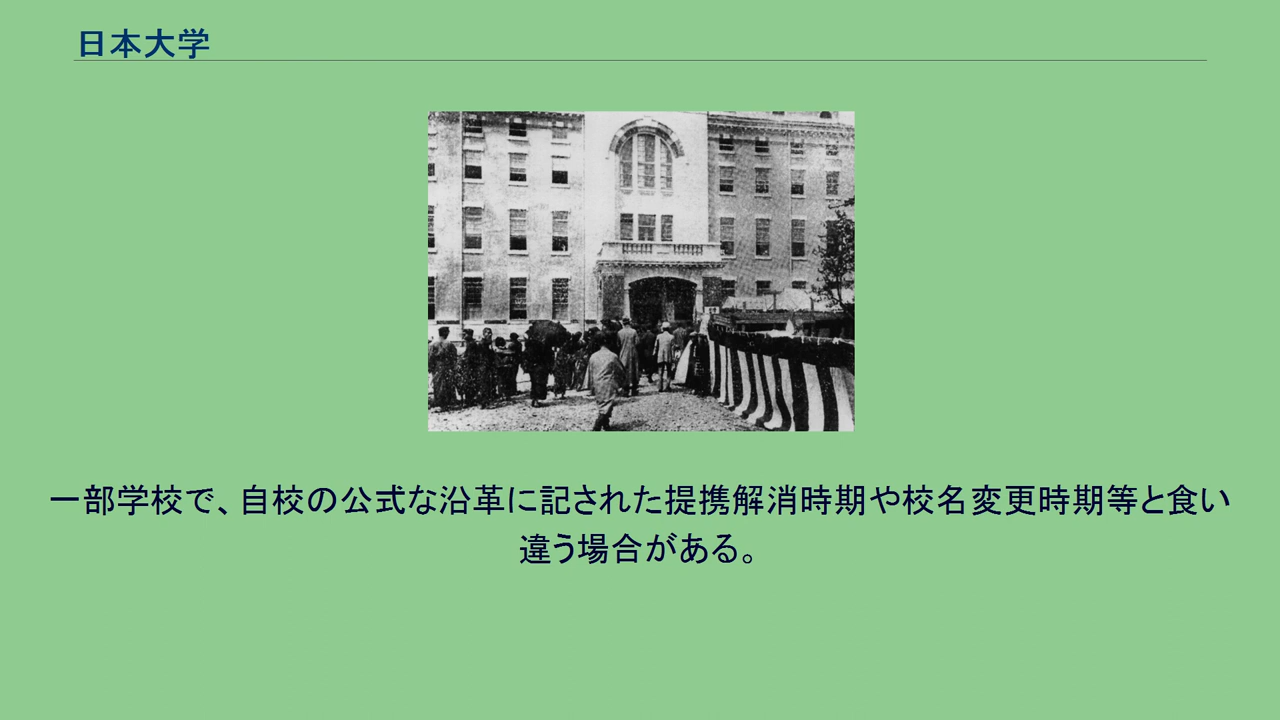 日本大学
一部学校で、自校の公式な沿革に記された提携解消時期や校名変更時期等と食い
違う場合がある。